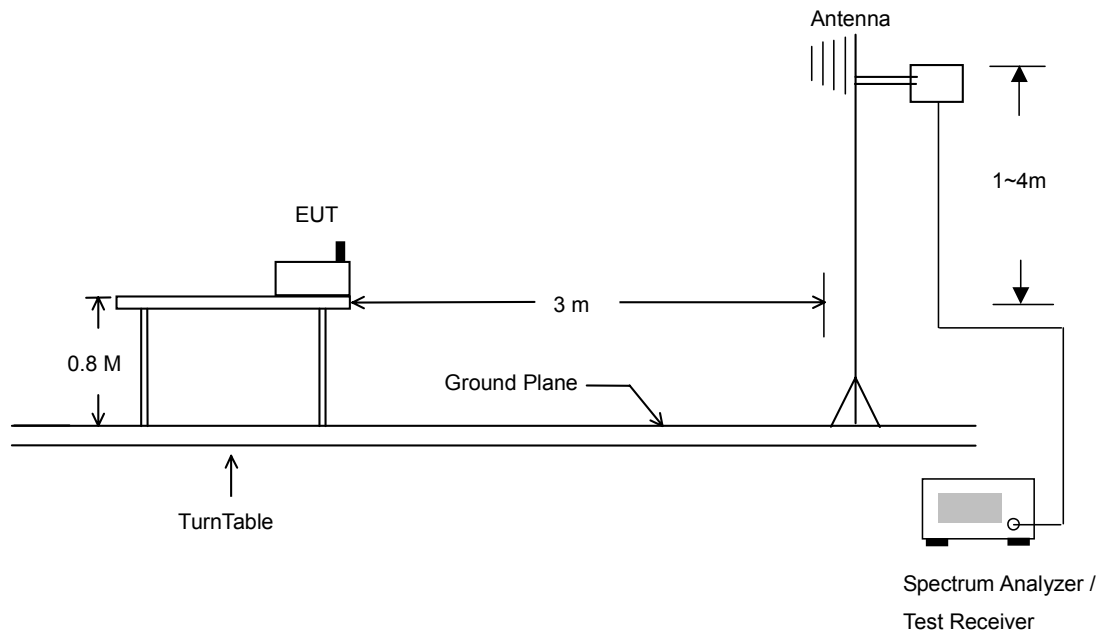 Antenna
1~4m
EUT
3 m
0.8 M
Ground Plane
TurnTable
Spectrum Analyzer /
Test Receiver